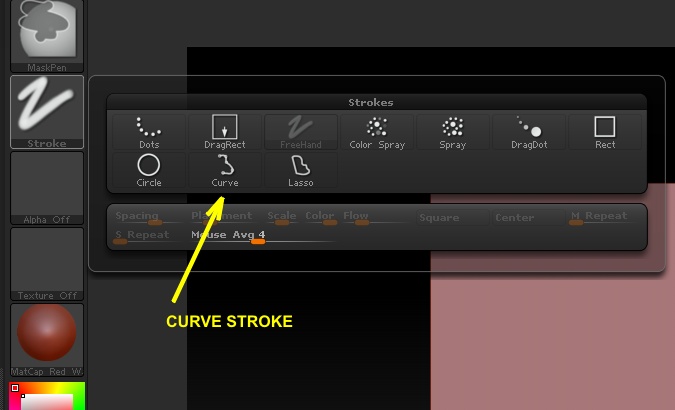 MaskPen
Strokes
Stroke
Dots DragRect FreeHand Color Spray Spray DragDot Rect
Circle Curve Lasso
Alpha Off
Spacing Placement Scale Color Flow Square Center M Repeat
S Repeat Mouse Avg 4
Texture Off
CURVE STROKE
MatCap Red W